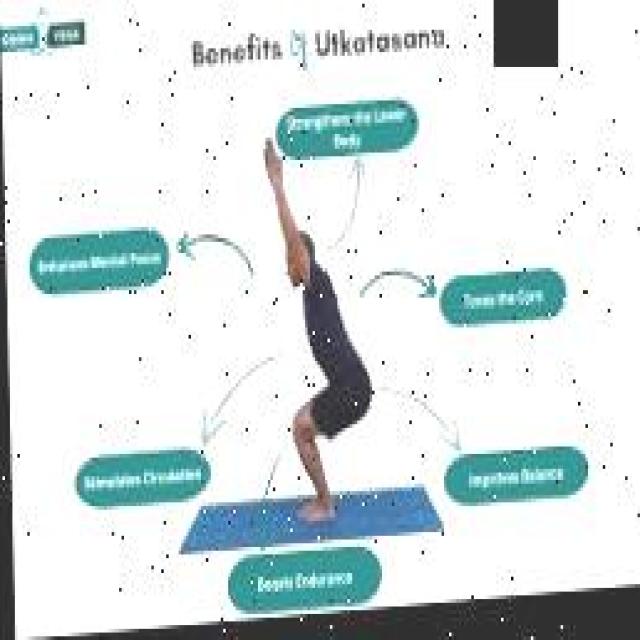 YOGA
Benefits of Utkatasana
Strengthens the Lower
Body
Enhances Mental Focus
Tones the Core
Stimulates Circulation
Improves Balance
Boosts Endurance